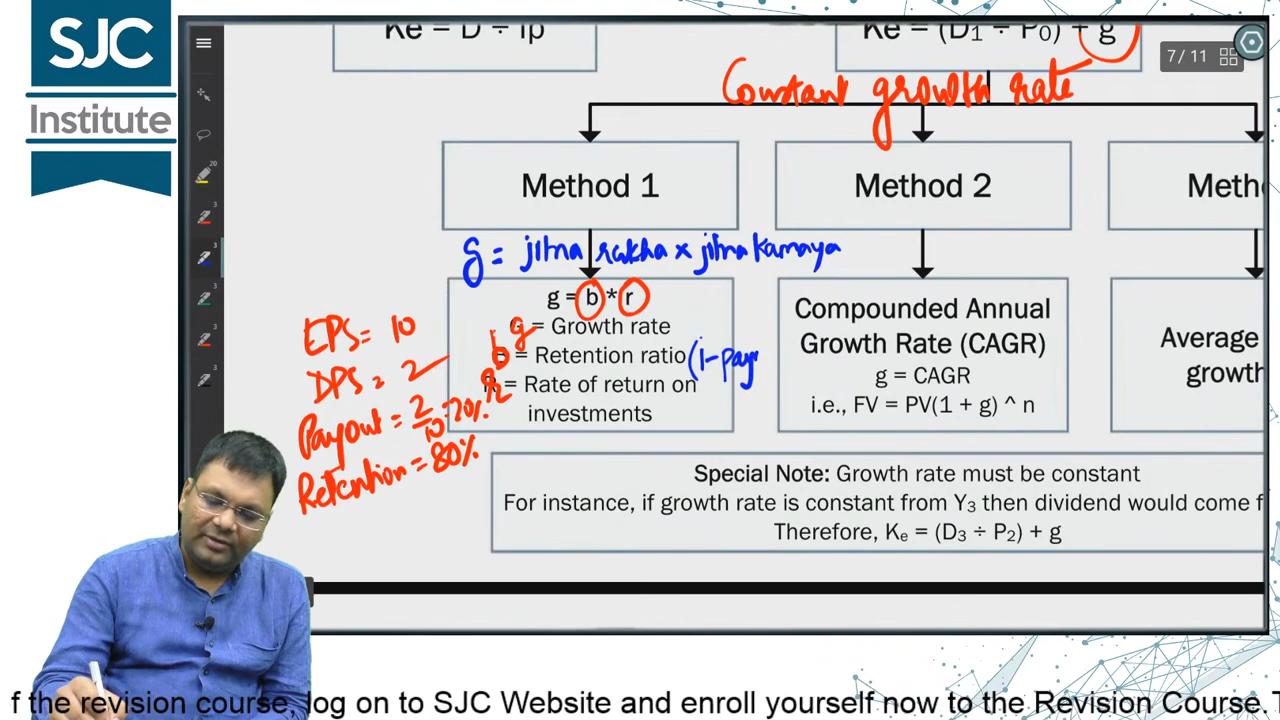 SJC
Institute
Ke = D ÷ Ip
Ke = (D₁ ÷ P₀) + g
7/11
Constant growth rate
Method 1
Method 2
g = jitna rakha x jitna kamaya
g = b * r
= Growth rate
g
b
= Retention ratio (1-pay
r
= Rate of return on
investments
EPS = 10
DPS = 2
Payout = 2/10 = 20%
Retention = 80%
Compounded Annual
Growth Rate (CAGR)
g = CAGR
i.e., FV = PV(1 + g) ^ n
Average
Special Note: Growth rate must be constant
For instance, if growth rate is constant from Y₃ then dividend would come f
Therefore, Kₑ = (D₃ ÷ P₂) + g
f the revision course, log on to SJC Website and enroll yourself now to the Revision Course.